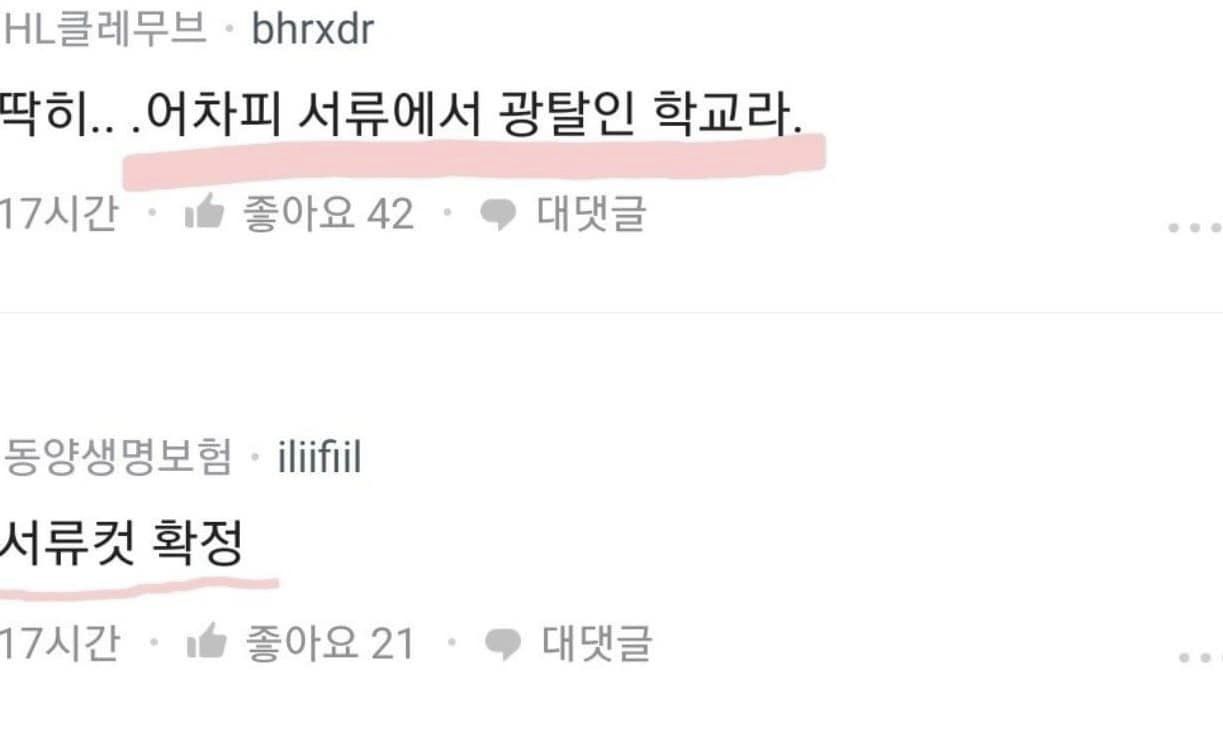 HL클레무브 · bhrxdr
딱히.. .어차피 서류에서 광탈인 학교라.
17시간 · 좋아요 42 · 대댓글
동양생명보험 · iliifiil
서류컷 확정
17시간 · 좋아요 21 · 대댓글